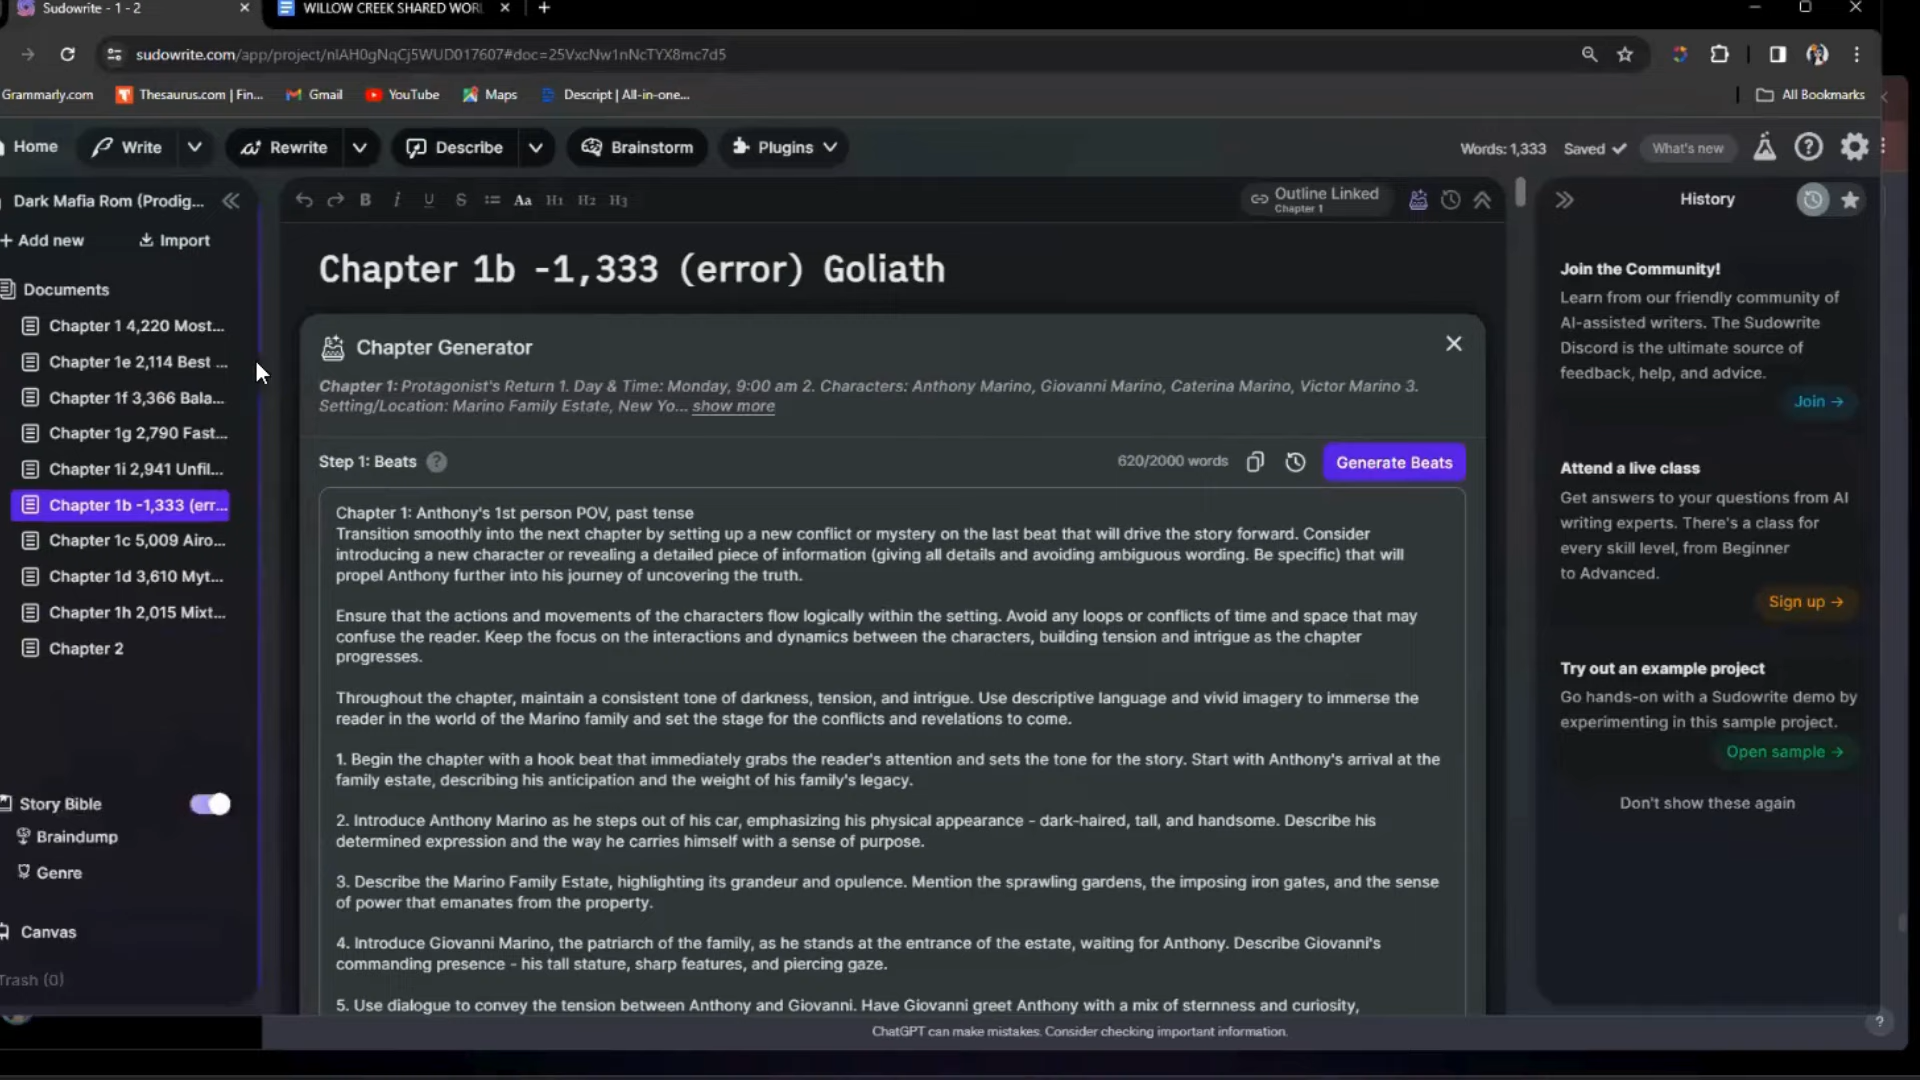 Sudowrite - 1 - 2
WILLOW CREEK SHARED WORL
sudowrite.com/app/project/nIAH0gNqCj5WUD017607#doc=25VxcNw1nNcTYX8mc7d5
Grammarly.com
Thesaurus.com | Fin...
Gmail
YouTube
Maps
Descript | All-in-one...
All Bookmarks
Home
Write
Rewrite
Describe
Brainstorm
Plugins
Words: 1,333
Saved
What's new
Dark Mafia Rom (Prodig...
+ Add new
Import
Documents
Chapter 1 4,220 Most...
Chapter 1e 2,114 Best ...
Chapter 1f 3,366 Bala...
Chapter 1g 2,790 Fast...
Chapter 1i 2,941 Unfil...
Chapter 1b -1,333 (err...
Chapter 1c 5,009 Airo...
Chapter 1d 3,610 Myt...
Chapter 1h 2,015 Mixt...
Chapter 2
Story Bible
Braindump
Genre
Canvas
Trash (0)
B i U S Aa H1 H2 H3
Outline Linked
Chapter 1
Chapter 1b -1,333 (error) Goliath
Chapter Generator
Chapter 1: Protagonist's Return 1. Day & Time: Monday, 9:00 am 2. Characters: Anthony Marino, Giovanni Marino, Caterina Marino, Victor Marino 3.
Setting/Location: Marino Family Estate, New Yo... show more
Step 1: Beats
620/2000 words
Generate Beats
Chapter 1: Anthony's 1st person POV, past tense
Transition smoothly into the next chapter by setting up a new conflict or mystery on the last beat that will drive the story forward. Consider
introducing a new character or revealing a detailed piece of information (giving all details and avoiding ambiguous wording. Be specific) that will
propel Anthony further into his journey of uncovering the truth.
Ensure that the actions and movements of the characters flow logically within the setting. Avoid any loops or conflicts of time and space that may
confuse the reader. Keep the focus on the interactions and dynamics between the characters, building tension and intrigue as the chapter
progresses.
Throughout the chapter, maintain a consistent tone of darkness, tension, and intrigue. Use descriptive language and vivid imagery to immerse the
reader in the world of the Marino family and set the stage for the conflicts and revelations to come.
1. Begin the chapter with a hook beat that immediately grabs the reader's attention and sets the tone for the story. Start with Anthony's arrival at the
family estate, describing his anticipation and the weight of his family's legacy.
2. Introduce Anthony Marino as he steps out of his car, emphasizing his physical appearance - dark-haired, tall, and handsome. Describe his
determined expression and the way he carries himself with a sense of purpose.
3. Describe the Marino Family Estate, highlighting its grandeur and opulence. Mention the sprawling gardens, the imposing iron gates, and the sense
of power that emanates from the property.
4. Introduce Giovanni Marino, the patriarch of the family, as he stands at the entrance of the estate, waiting for Anthony. Describe Giovanni's
commanding presence - his tall stature, sharp features, and piercing gaze.
5. Use dialogue to convey the tension between Anthony and Giovanni. Have Giovanni greet Anthony with a mix of sternness and curiosity,
History
Join the Community!
Learn from our friendly community of
AI-assisted writers. The Sudowrite
Discord is the ultimate source of
feedback, help, and advice.
Join →
Attend a live class
Get answers to your questions from AI
writing experts. There's a class for
every skill level, from Beginner
to Advanced.
Sign up →
Try out an example project
Go hands-on with a Sudowrite demo by
experimenting in this sample project.
Open sample →
Don't show these again
ChatGPT can make mistakes. Consider checking important information.